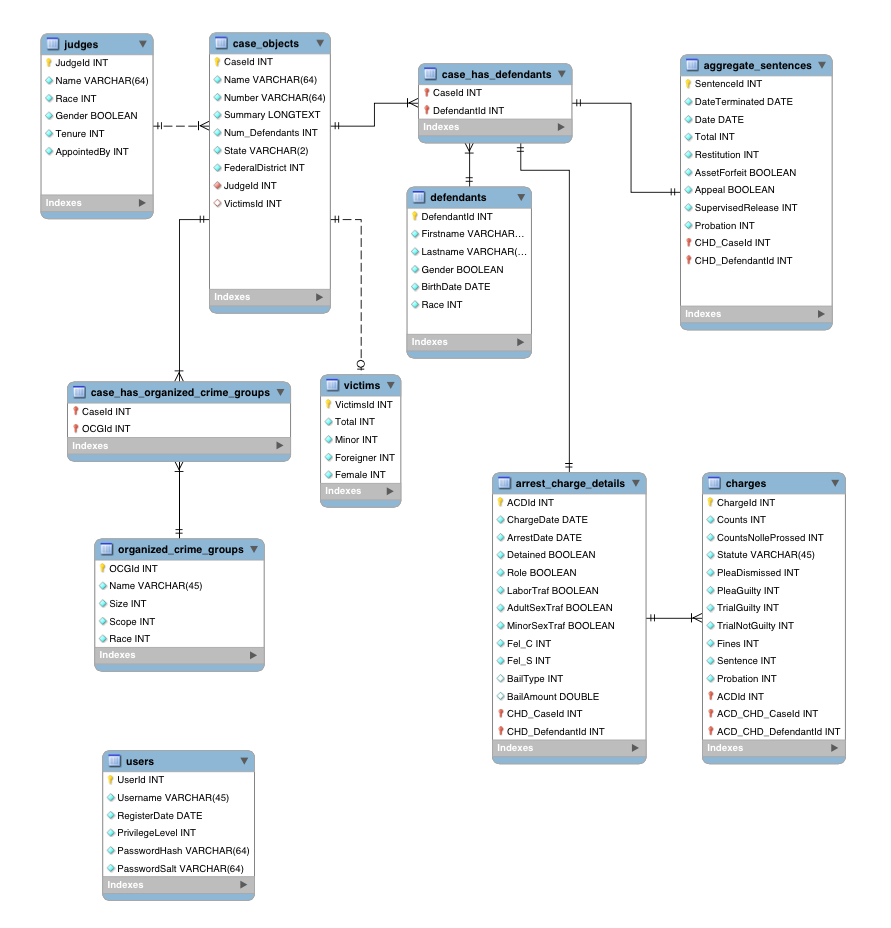 judges
JudgeId INT
Name VARCHAR(64)
Race INT
Gender BOOLEAN
Tenure INT
AppointedBy INT
Indexes
case_objects
CaseId INT
Name VARCHAR(64)
Number VARCHAR(64)
Summary LONGTEXT
Num_Defendants INT
State VARCHAR(2)
FederalDistrict INT
JudgeId INT
VictimsId INT
Indexes
case_has_defendants
CaseId INT
DefendantId INT
Indexes
aggregate_sentences
SentenceId INT
DateTerminated DATE
Date DATE
Total INT
Restitution INT
AssetForfeit BOOLEAN
Appeal BOOLEAN
SupervisedRelease INT
Probation INT
CHD_CaseId INT
CHD_DefendantId INT
Indexes
defendants
DefendantId INT
Firstname VARCHAR...
Lastname VARCHAR(...
Gender BOOLEAN
BirthDate DATE
Race INT
Indexes
case_has_organized_crime_groups
CaseId INT
OCGId INT
Indexes
victims
VictimsId INT
Total INT
Minor INT
Foreigner INT
Female INT
Indexes
organized_crime_groups
OCGId INT
Name VARCHAR(45)
Size INT
Scope INT
Race INT
Indexes
arrest_charge_details
ACDId INT
ChargeDate DATE
ArrestDate DATE
Detained BOOLEAN
Role BOOLEAN
LaborTraf BOOLEAN
AdultSexTraf BOOLEAN
MinorSexTraf BOOLEAN
Fel_C INT
Fel_S INT
BailType INT
BailAmount DOUBLE
CHD_CaseId INT
CHD_DefendantId INT
Indexes
charges
ChargeId INT
Counts INT
CountsNolleProssed INT
Statute VARCHAR(45)
PleaDismissed INT
PleaGuilty INT
TrialGuilty INT
TrialNotGuilty INT
Fines INT
Sentence INT
Probation INT
ACDId INT
ACD_CHD_CaseId INT
ACD_CHD_DefendantId INT
Indexes
users
UserId INT
Username VARCHAR(45)
RegisterDate DATE
PrivilegeLevel INT
PasswordHash VARCHAR(64)
PasswordSalt VARCHAR(64)
Indexes